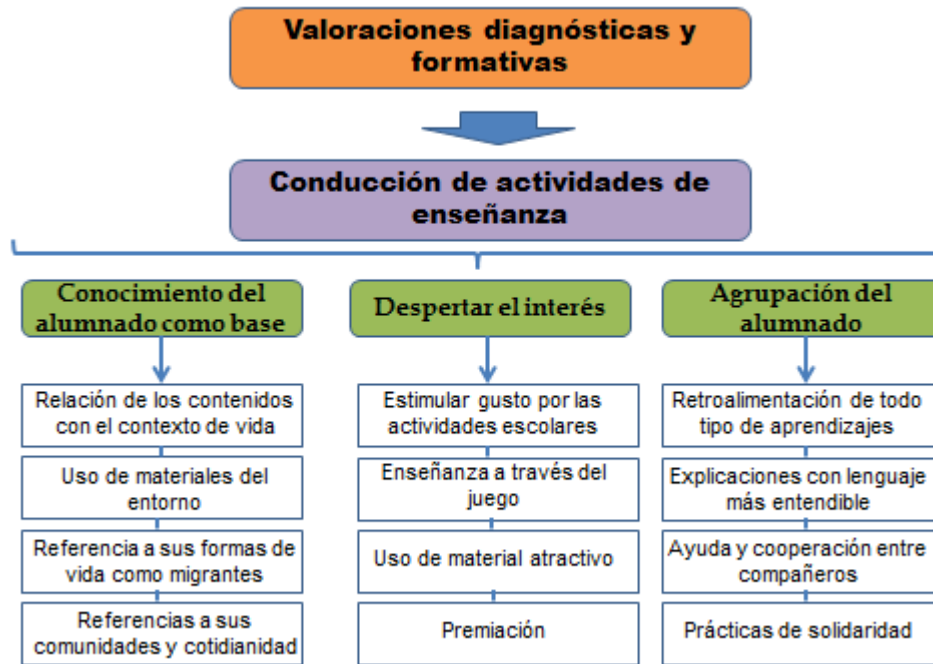 Valoraciones diagnósticas y
formativas
Conducción de actividades de
enseñanza
Conocimiento del
alumnado como base
Relación de los contenidos
con el contexto de vida
Uso de materiales del
entorno
Referencia a sus formas de
vida como migrantes
Referencias a sus
comunidades y cotidianidad
Despertar el interés
Estimular gusto por las
actividades escolares
Enseñanza a través del
juego
Uso de material atractivo
Premiación
Agrupación del
alumnado
Retroalimentación de todo
tipo de aprendizajes
Explicaciones con lenguaje
más entendible
Ayuda y cooperación entre
compañeros
Prácticas de solidaridad